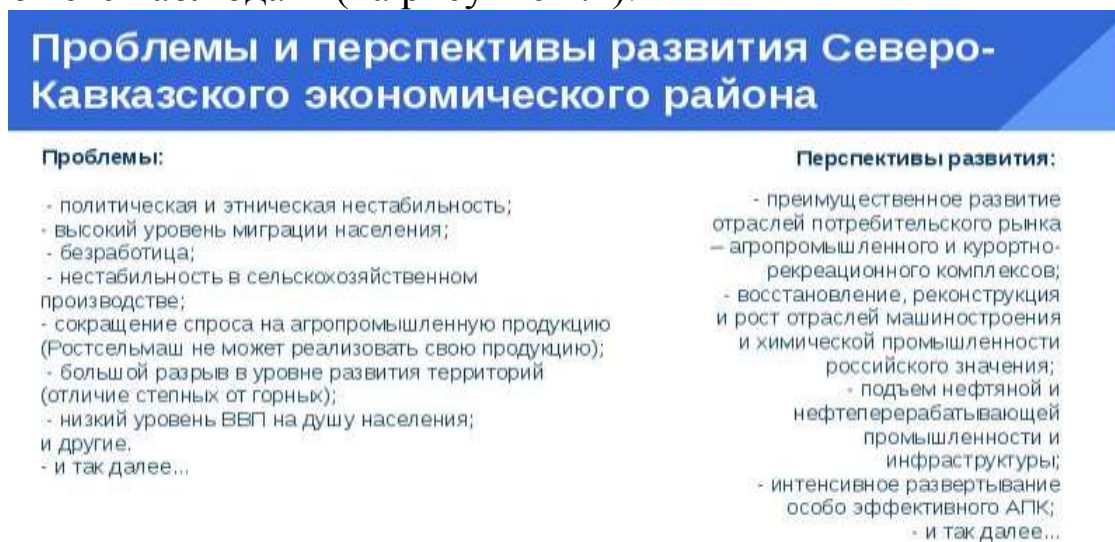 Проблемы и перспективы развития Северо-
Кавказского экономического района
Проблемы:
- политическая и этническая нестабильность;
- высокий уровень миграции населения;
- безработица;
- нестабильность в сельскохозяйственном
производстве;
- сокращение спроса на агропромышленную продукцию
(Ростсельмаш не может реализовать свою продукцию);
- большой разрыв в уровне развития территорий
(отличие степных от горных);
- низкий уровень ВВП на душу населения;
и другие.
- и так далее...
Перспективы развития:
- преимущественное развитие
отраслей потребительского рынка
– агропромышленного и курортно-
рекреационного комплексов;
- восстановление, реконструкция
и рост отраслей машиностроения
и химической промышленности
российского значения;
- подъем нефтяной и
нефтеперерабатывающей
промышленности и
инфраструктуры;
- интенсивное развертывание
особо эффективного АПК;
- и так далее...